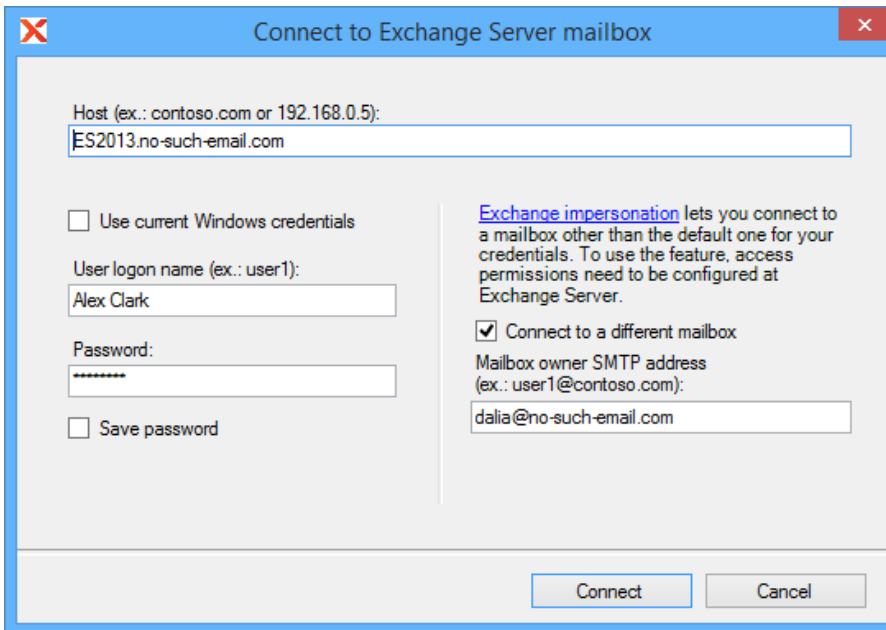 Connect to Exchange Server mailbox
Host (ex.: contoso.com or 192.168.0.5):
ES2013.no-such-email.com
Use current Windows credentials
User logon name (ex.: user1):
Alex Clark
Password:
********
Save password
Exchange impersonation lets you connect to
a mailbox other than the default one for your
credentials. To use the feature, access
permissions need to be configured at
Exchange Server.
Connect to a different mailbox
Mailbox owner SMTP address
(ex.: user1@contoso.com):
dalia@no-such-email.com
Connect
Cancel